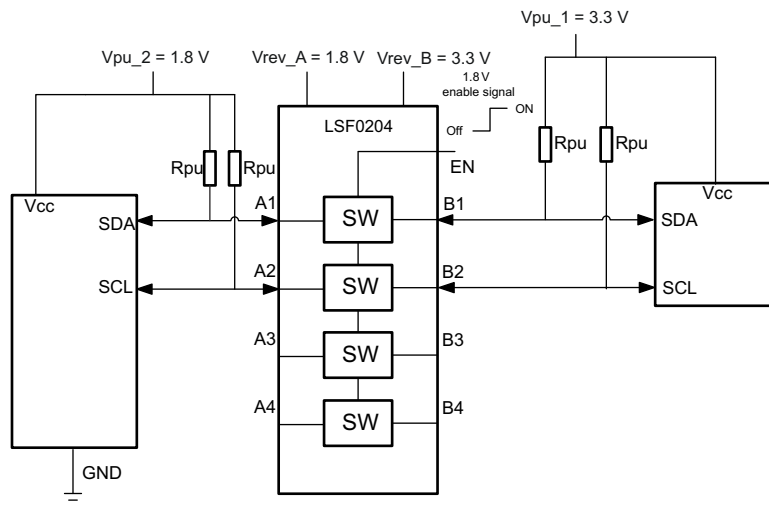 Vpu_1 = 3.3 V
Vpu_2 = 1.8 V
Vrev_A = 1.8 V
Vrev_B = 3.3 V
1.8 V
enable signal
LSF0204
Off
ON
EN
Rpu
Rpu
Rpu
Rpu
Vcc
SDA
SCL
GND
A1
SW
B1
A2
SW
B2
A3
SW
B3
A4
SW
B4
Vcc
SDA
SCL